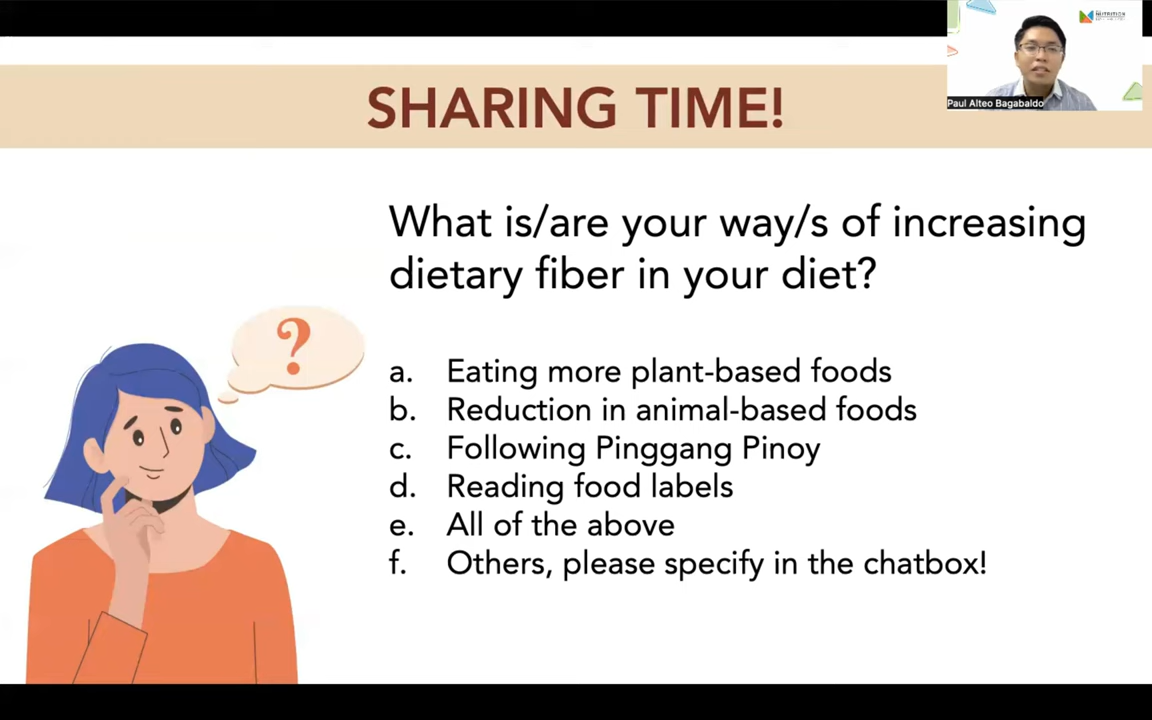 NUTRITION
SHARING TIME!
Paul Alteo Bagabaldo
What is/are your way/s of increasing
dietary fiber in your diet?
?
a. Eating more plant-based foods
b. Reduction in animal-based foods
c. Following Pinggang Pinoy
d. Reading food labels
e. All of the above
f. Others, please specify in the chatbox!